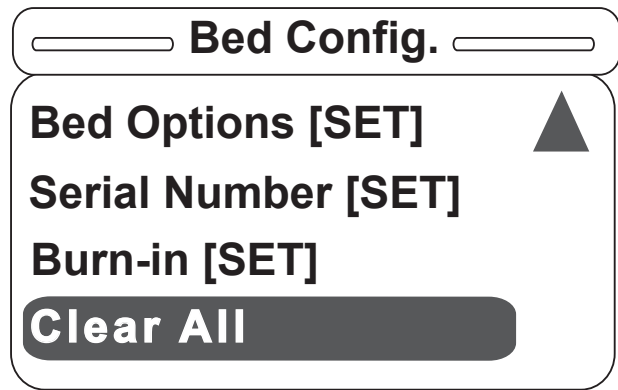 Bed Config.
Bed Options [SET]
Serial Number [SET]
Burn-in [SET]
Clear All